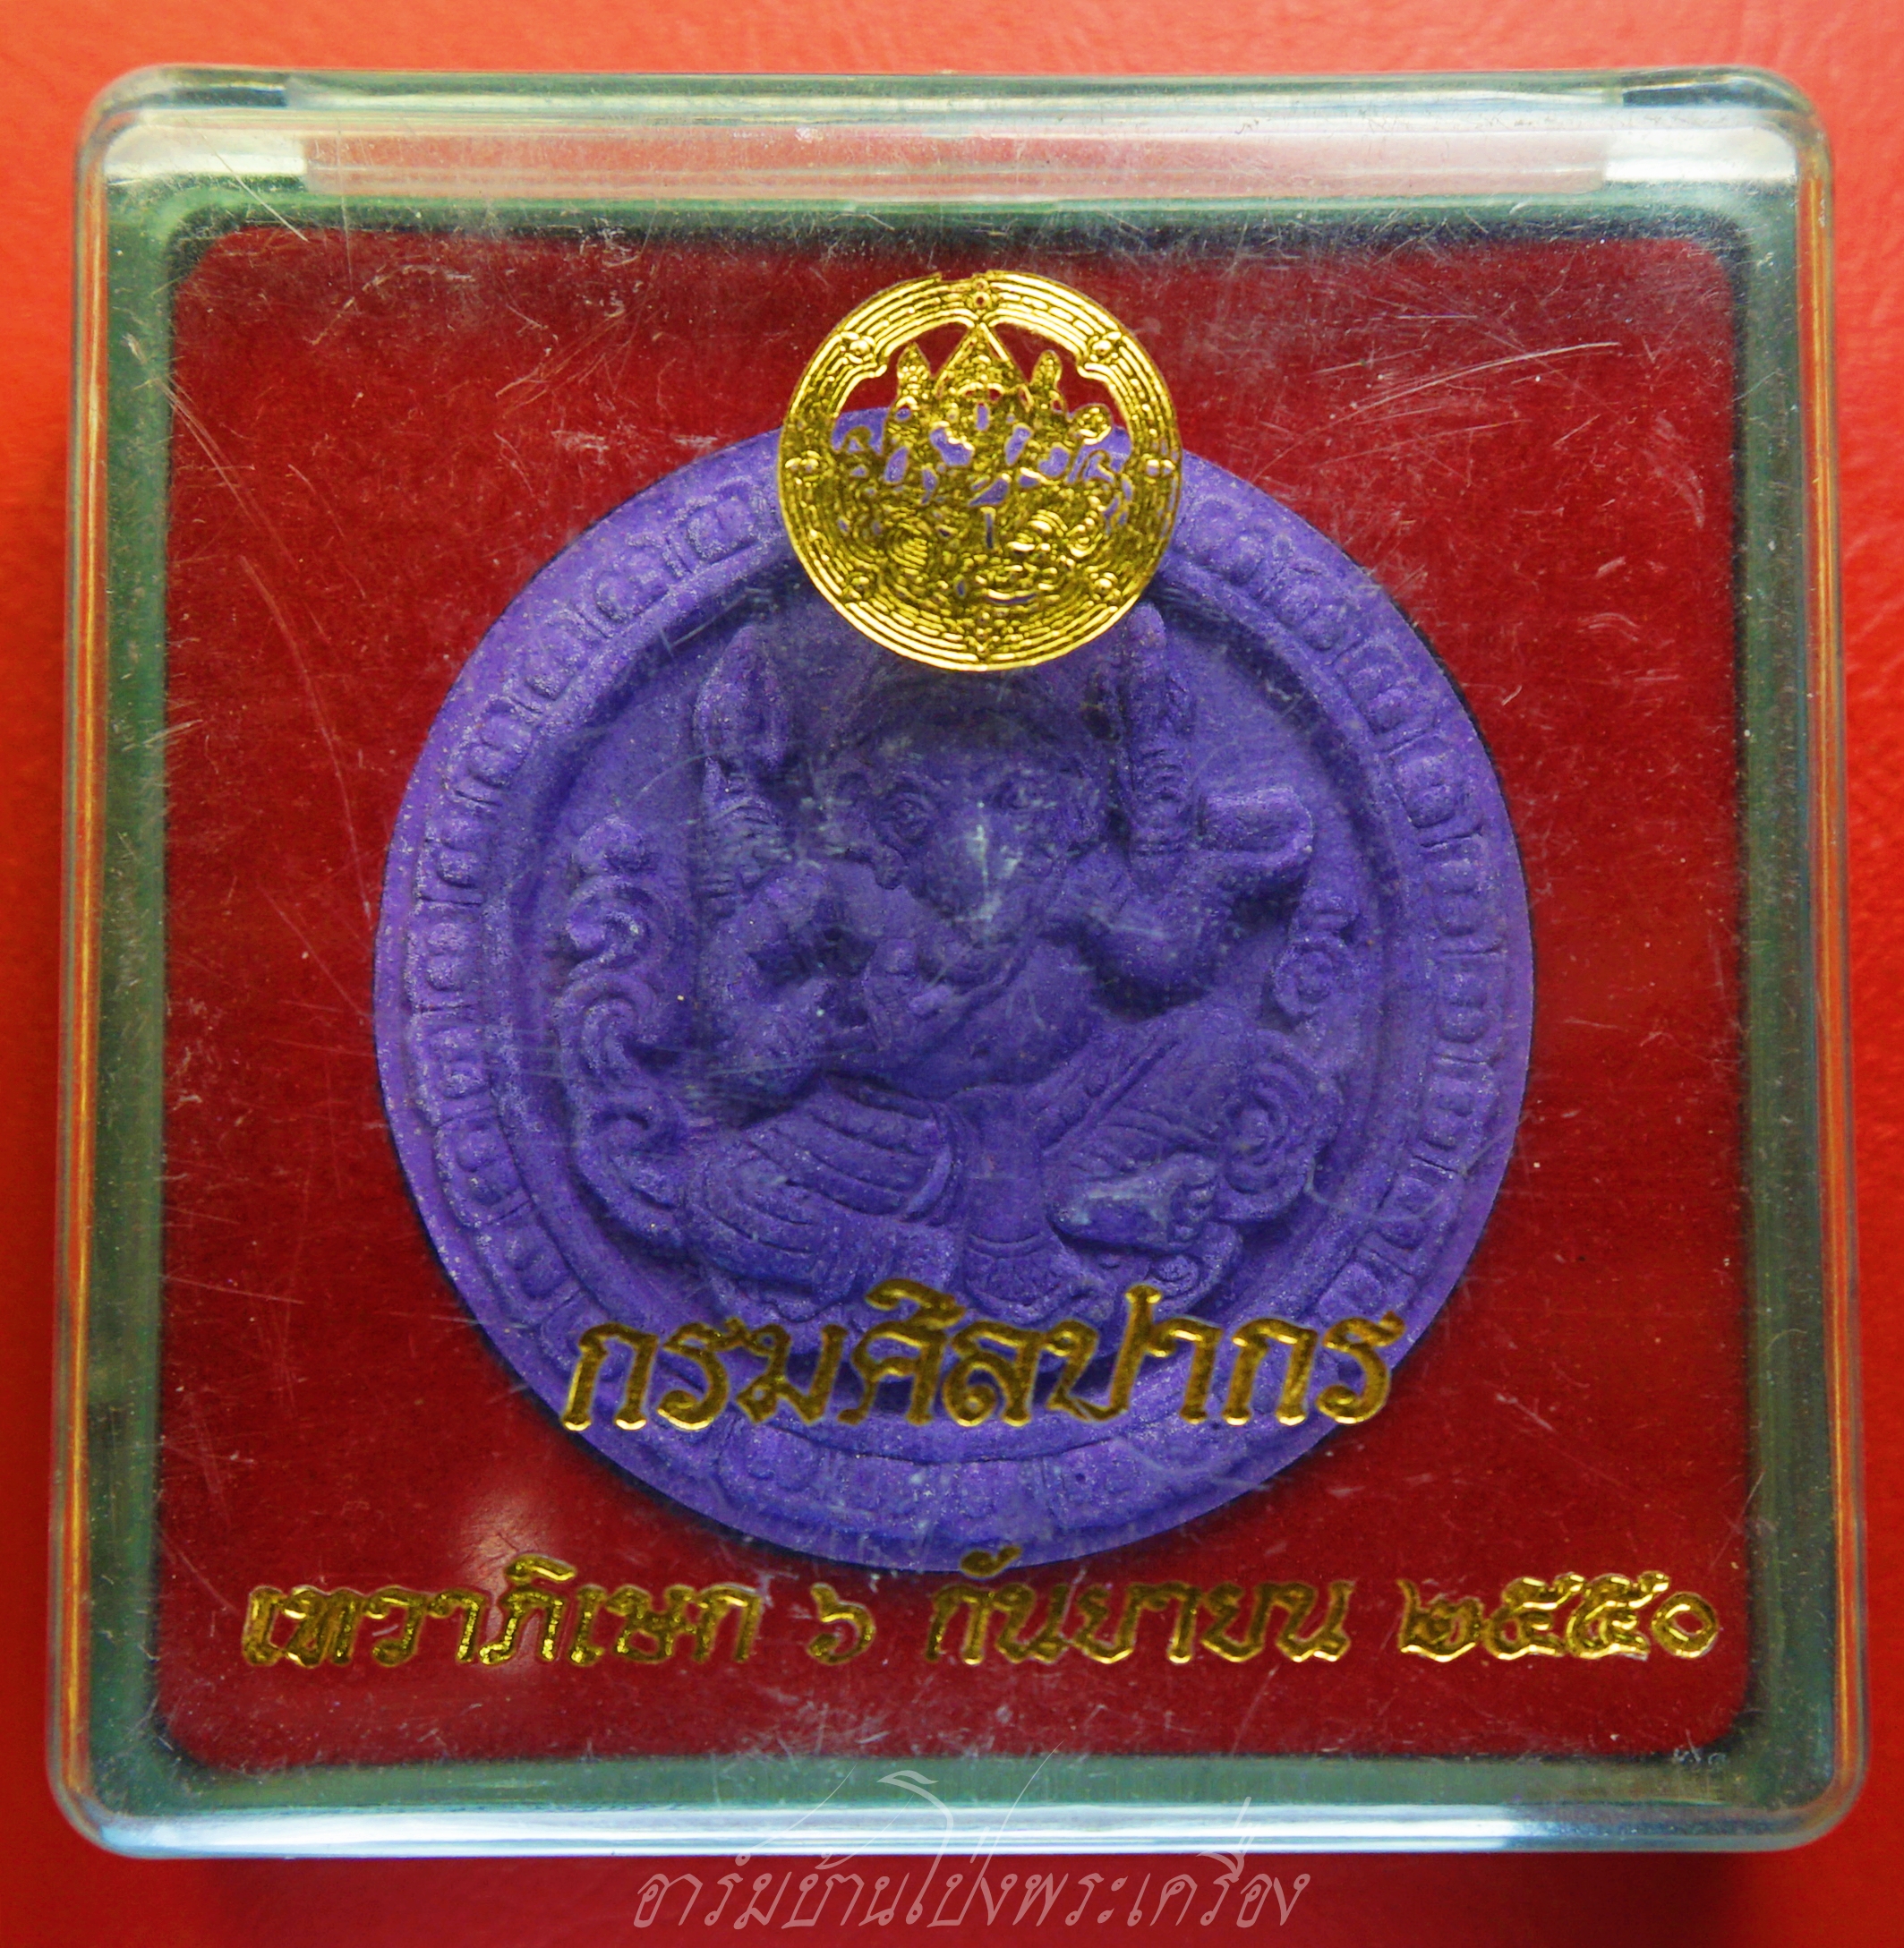 กรมศิลปากร
เทวาภิเษก ๖ กันยายน ๒๕๕๐
อาร์มบ้านโป่งพระเครื่อง